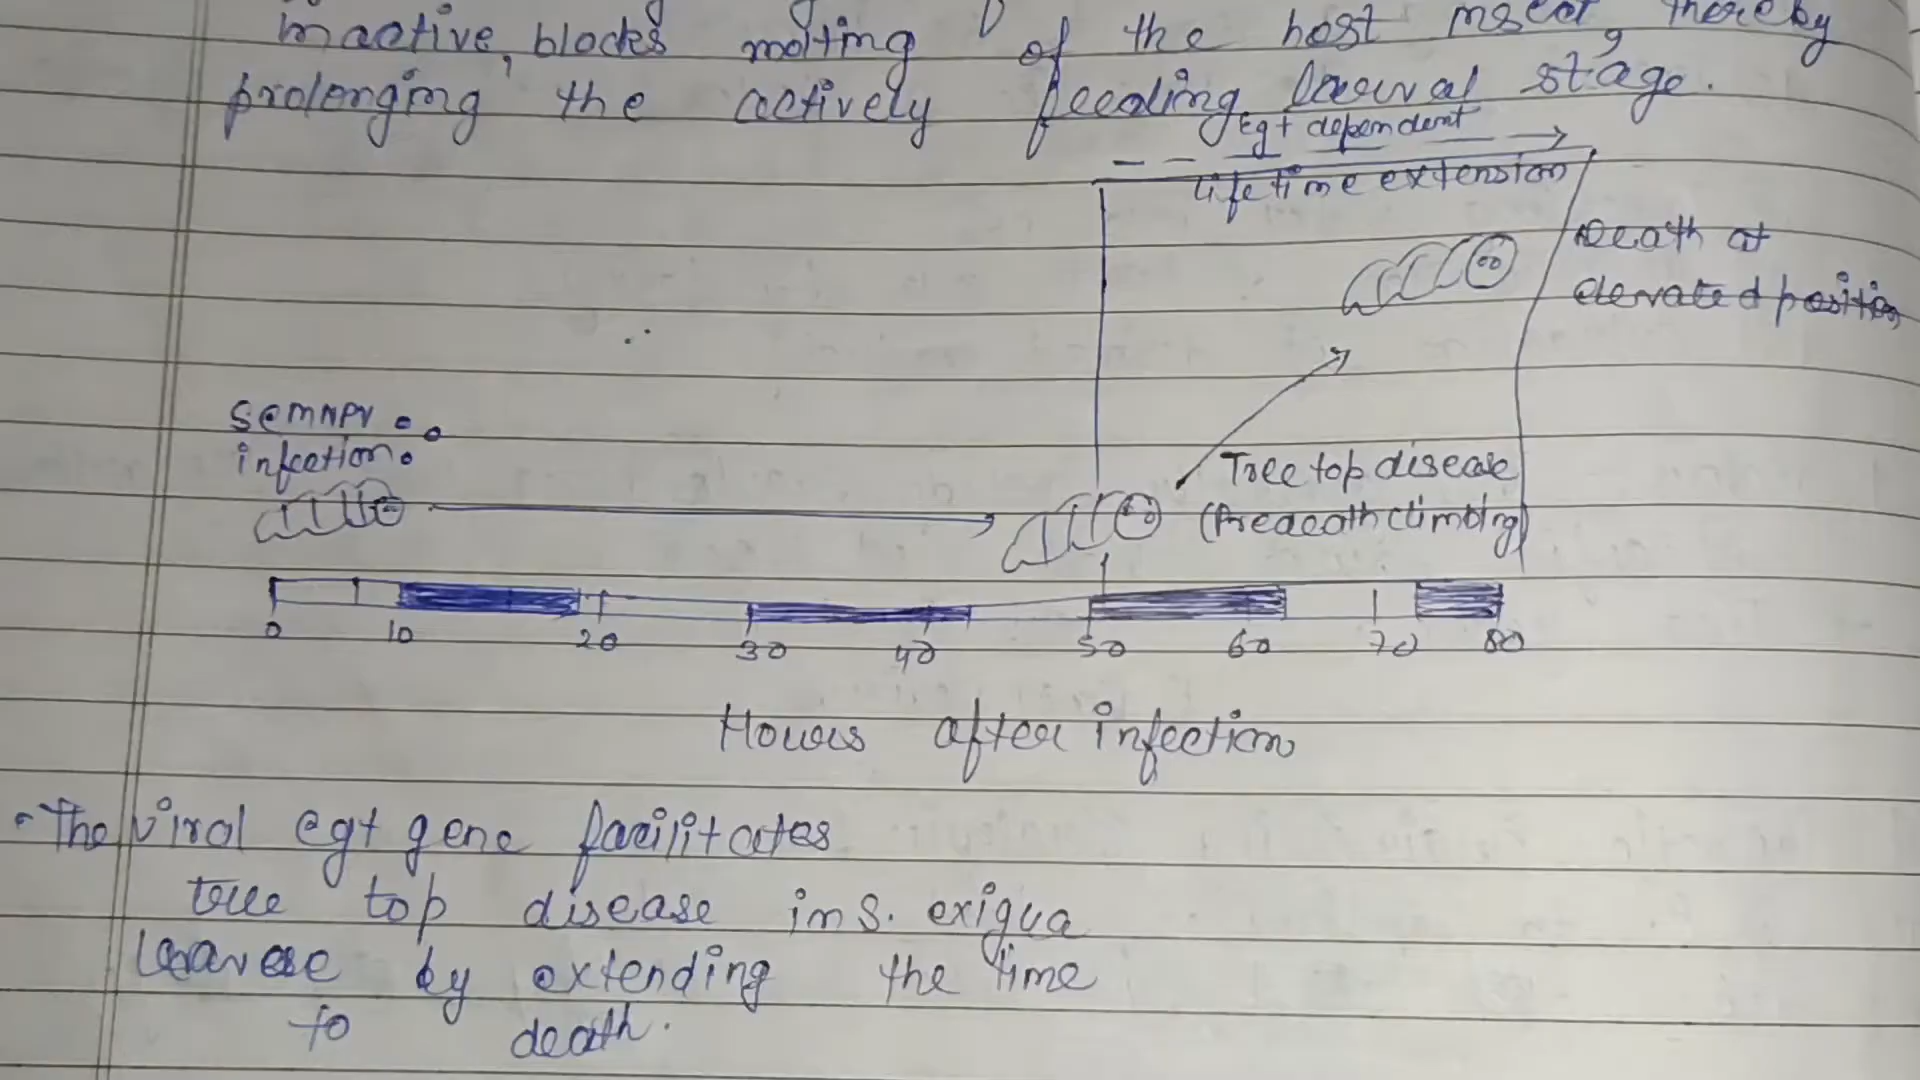 inactive, blocks molting of the host insect, thereby
prolonging the actively feeding larval stage.
Egt dependent
life time extension
Death at
elevated position
SeMNPV
infection
Tree top disease
(Predeath climbing)
0 10 20 30 40 50 60 70 80
Hours after infection
• The viral egt gene facilitates
tree top disease in S. exigua
larvae by extending the time
to death.